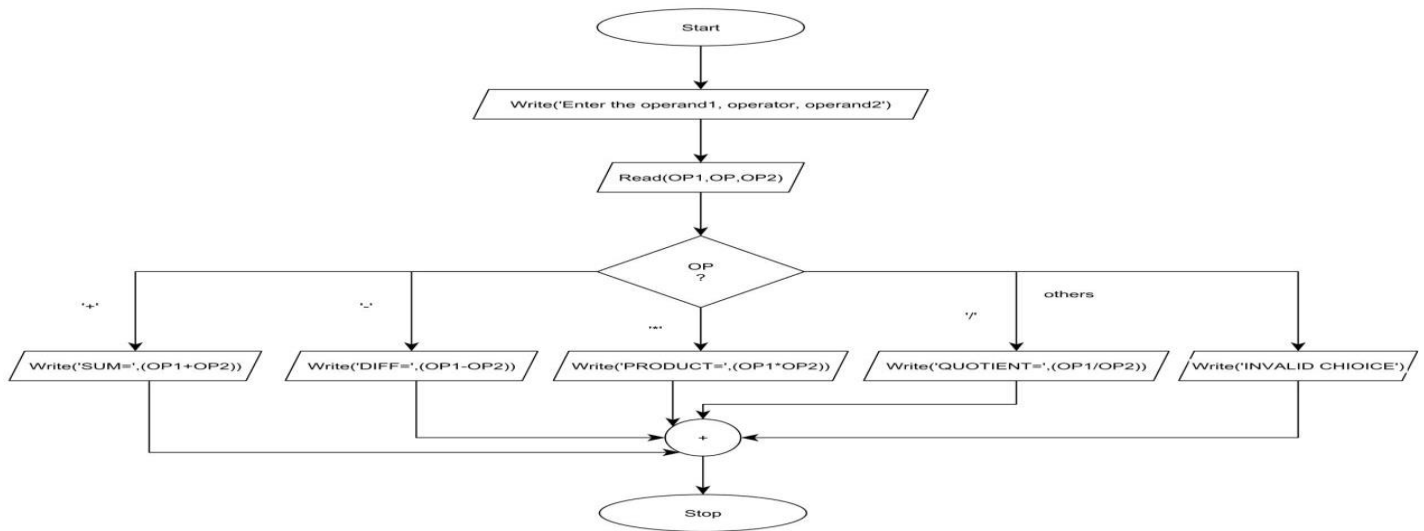 Start
Write('Enter the operand1, operator, operand2')
Read(OP1,OP,OP2)
OP
?
'+'
'-'
'*'
'/'
others
Write('SUM=',(OP1+OP2))
Write('DIFF=',(OP1-OP2))
Write('PRODUCT=',(OP1*OP2))
Write('QUOTIENT=',(OP1/OP2))
Write('INVALID CHIOICE')
+
Stop